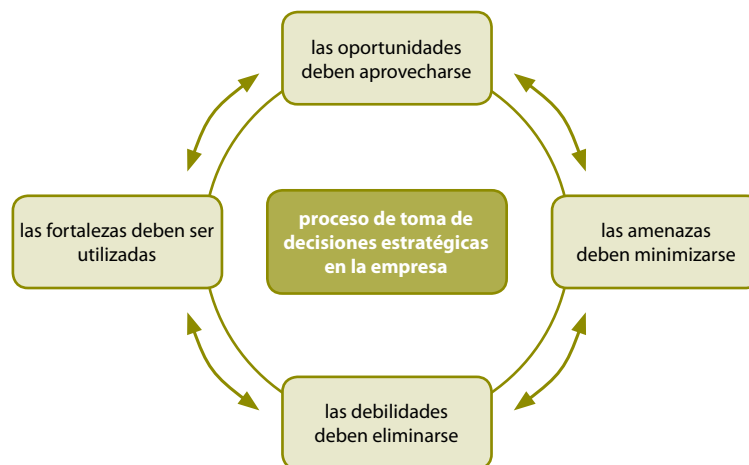 las oportunidades
deben aprovecharse
las fortalezas deben ser
utilizadas
proceso de toma de
decisiones estratégicas
en la empresa
las amenazas
deben minimizarse
las debilidades
deben eliminarse